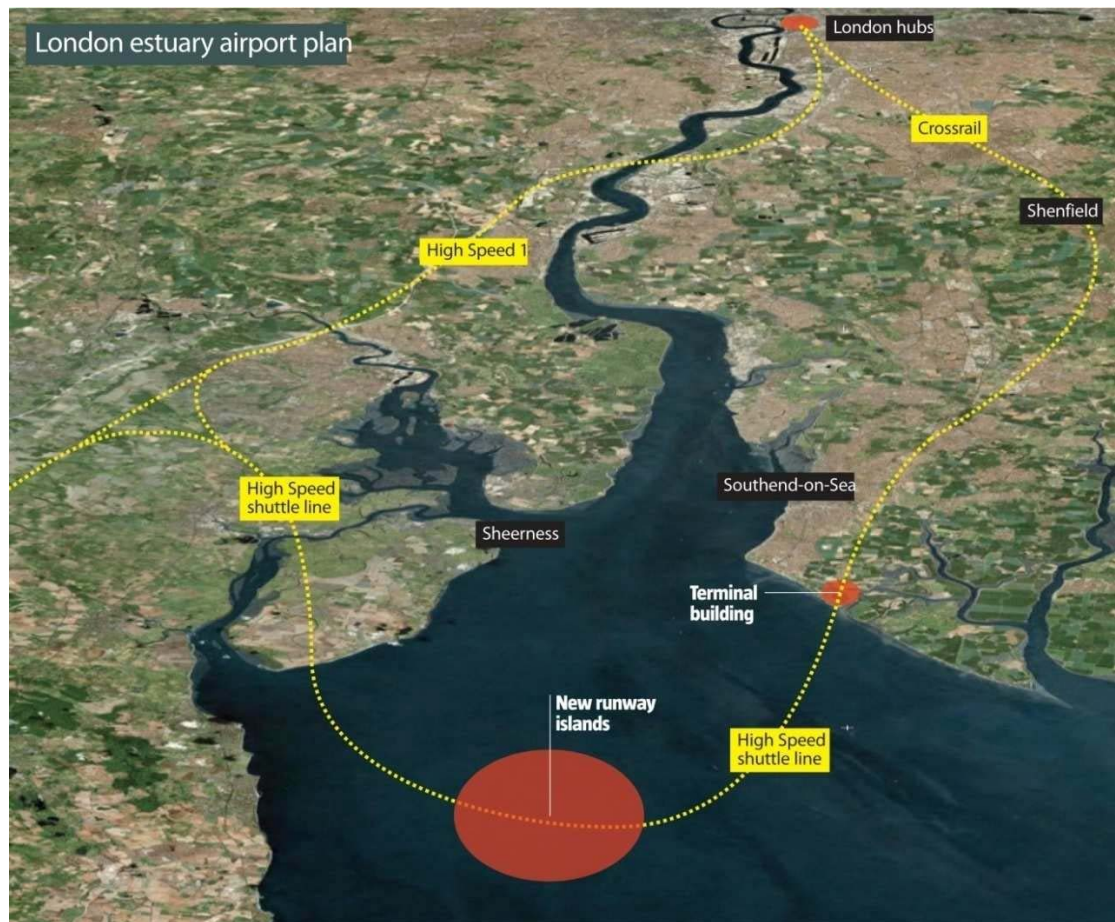 London estuary airport plan
London hubs
Crossrail
Shenfield
High Speed 1
High Speed
shuttle line
Southend-on-Sea
Sheerness
Terminal
building
New runway
islands
High Speed
shuttle line